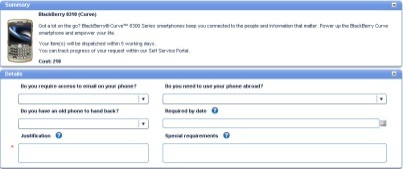 Summary
BlackBerry 8310 (Curve)
Got a lot on the go? BlackBerry® Curve™ 8300 Series smartphones keep you connected to the people and information that matter. Power up the BlackBerry Curve
smartphone and empower your life.
Your item(s) will be dispatched within 5 working days.
You can track progress of your request within our Self Service Portal.
Cost: 210
Details
Do you require access to email on your phone?
Do you need to use your phone abroad?
Do you have an old phone to hand back?
Required by date
Justification
Special requirements